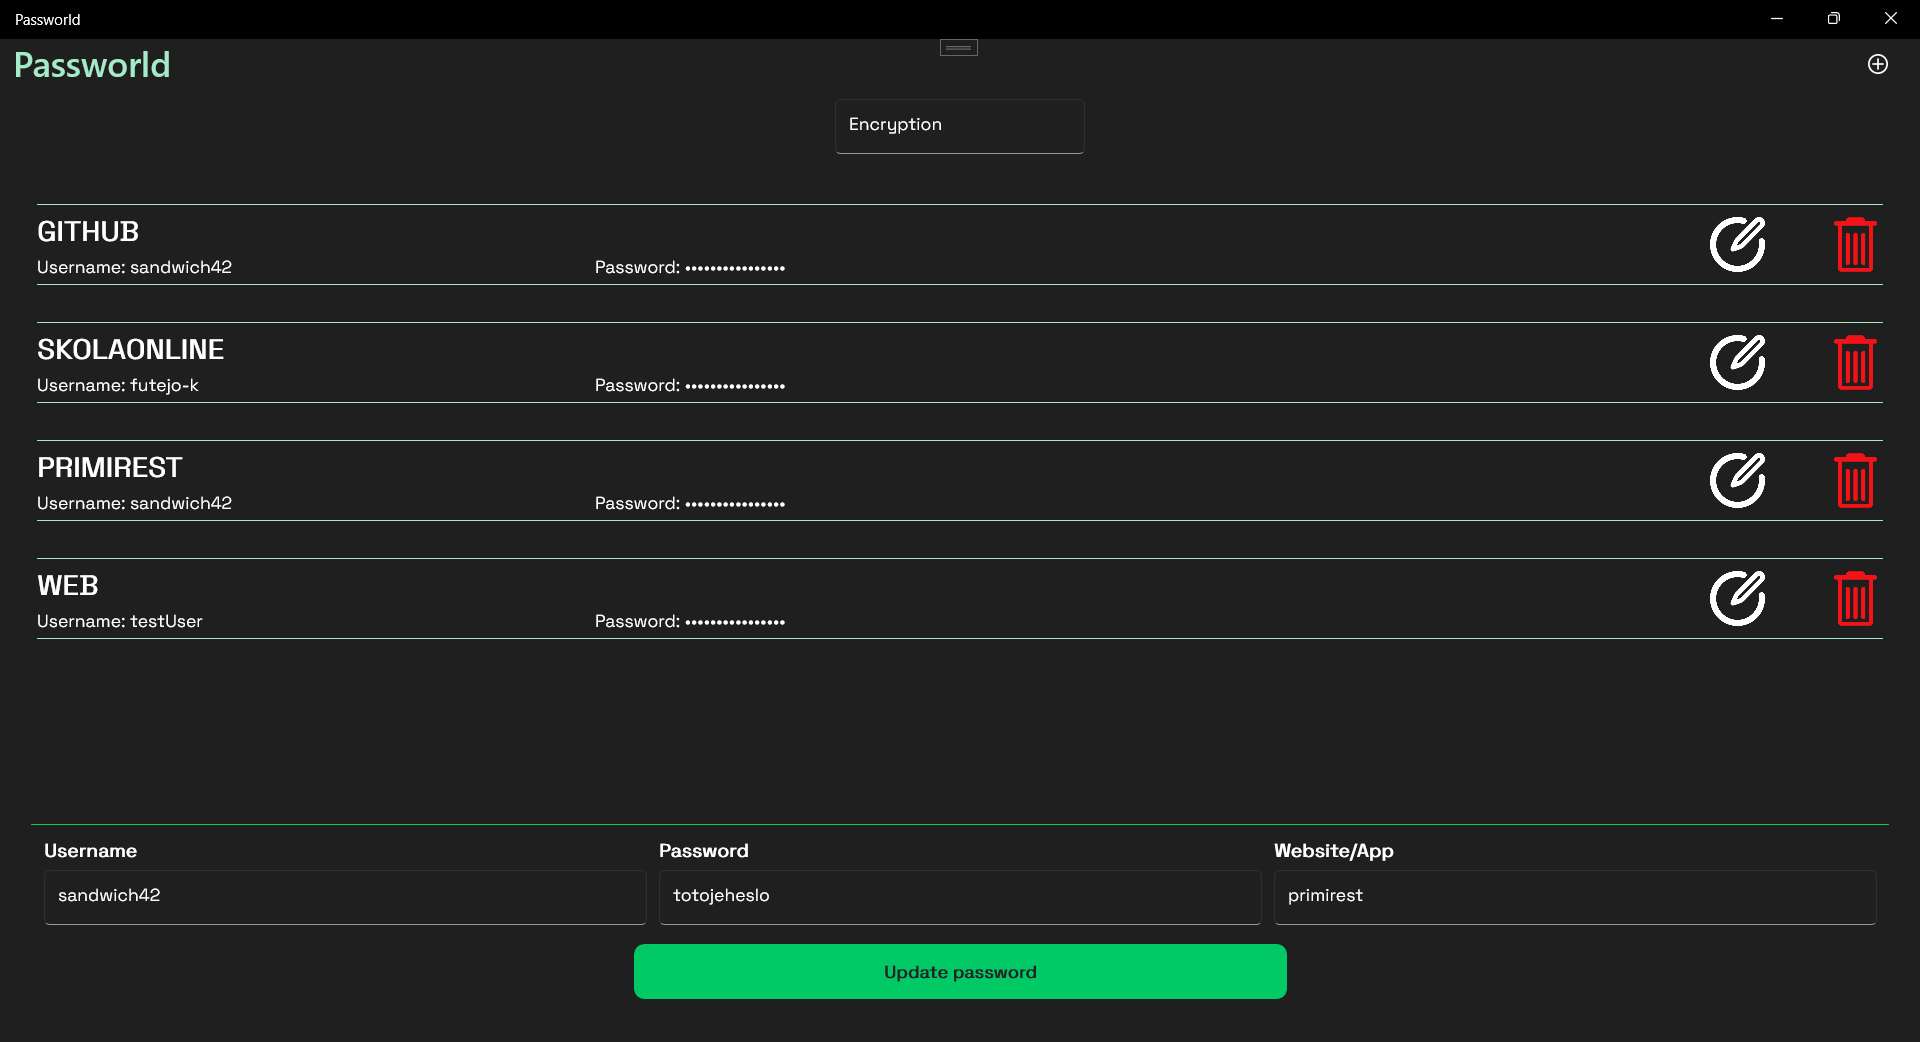 Passworld
Passworld
Encryption
GITHUB
Username: sandwich42 Password: ••••••••••••••••
SKOLAONLINE
Username: futejo-k Password: ••••••••••••••••
PRIMIREST
Username: sandwich42 Password: ••••••••••••••••
WEB
Username: testUser Password: ••••••••••••••••
Username Password Website/App
sandwich42 totojeheslo primirest
Update password